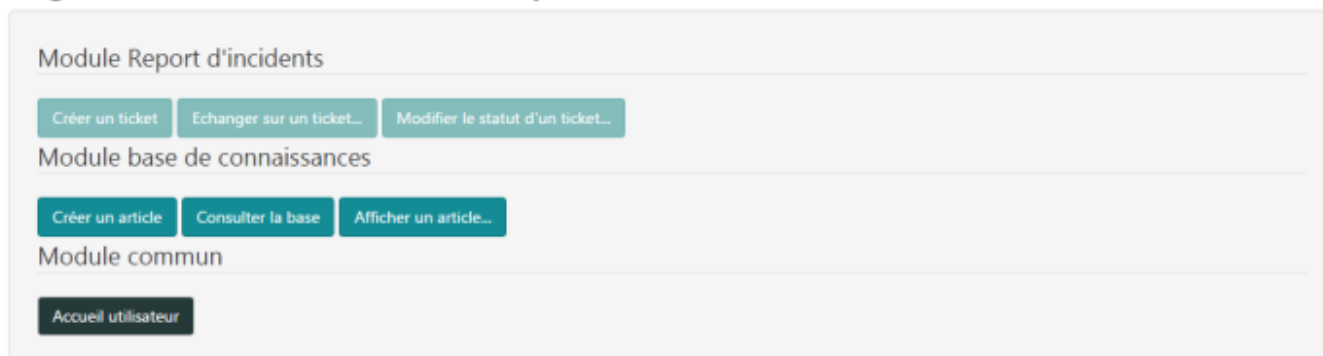 Module Report d'incidents
Créer un ticket Echanger sur un ticket... Modifier le statut d'un ticket...
Module base de connaissances
Créer un article Consulter la base Afficher un article...
Module commun
Accueil utilisateur